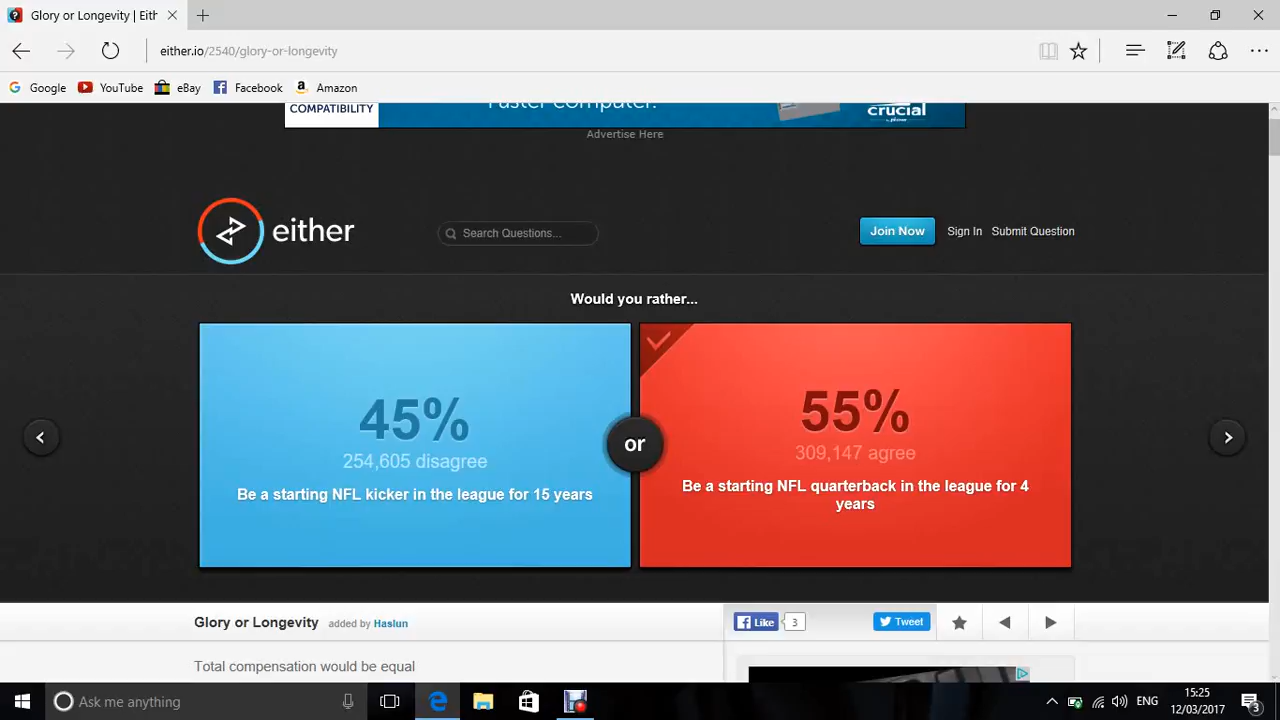 Glory or Longevity | Eith
either.io/2540/glory-or-longevity
Google YouTube eBay Facebook Amazon
COMPATIBILITY
Faster computer.
crucial
Advertise Here
either
Search Questions...
Join Now Sign In Submit Question
Would you rather...
45%
254,605 disagree
Be a starting NFL kicker in the league for 15 years
or
55%
309,147 agree
Be a starting NFL quarterback in the league for 4
years
Glory or Longevity added by Haslun
Like 3 Tweet
Total compensation would be equal
Ask me anything
ENG
15:25
12/03/2017
3